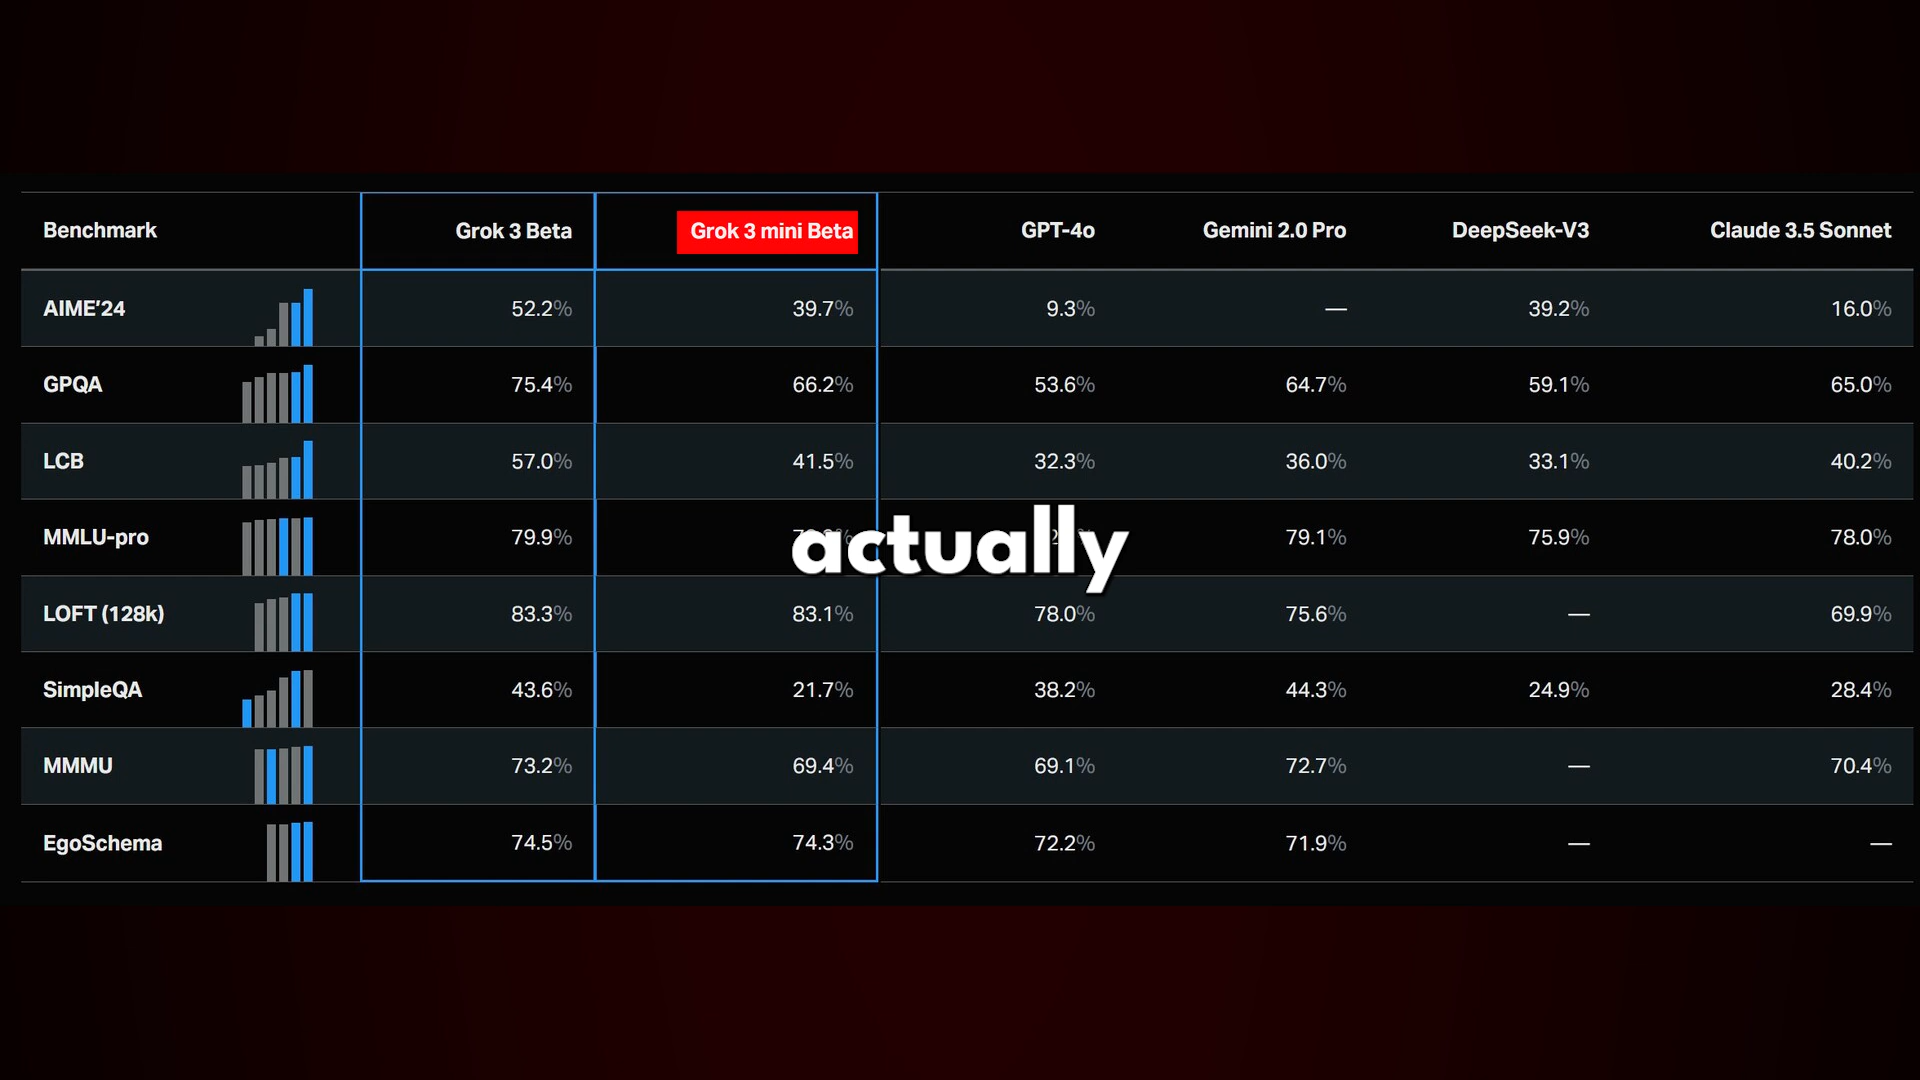 Benchmark Grok 3 Beta Grok 3 mini Beta GPT-4o Gemini 2.0 Pro DeepSeek-V3 Claude 3.5 Sonnet
AIME'24 52.2% 39.7% 9.3% — 39.2% 16.0%
GPQA 75.4% 66.2% 53.6% 64.7% 59.1% 65.0%
LCB 57.0% 41.5% 32.3% 36.0% 33.1% 40.2%
MMLU-pro 79.9% 79.1% 75.9% 78.0%
actually
LOFT (128k) 83.3% 83.1% 78.0% 75.6% — 69.9%
SimpleQA 43.6% 21.7% 38.2% 44.3% 24.9% 28.4%
MMMU 73.2% 69.4% 69.1% 72.7% — 70.4%
EgoSchema 74.5% 74.3% 72.2% 71.9% — —